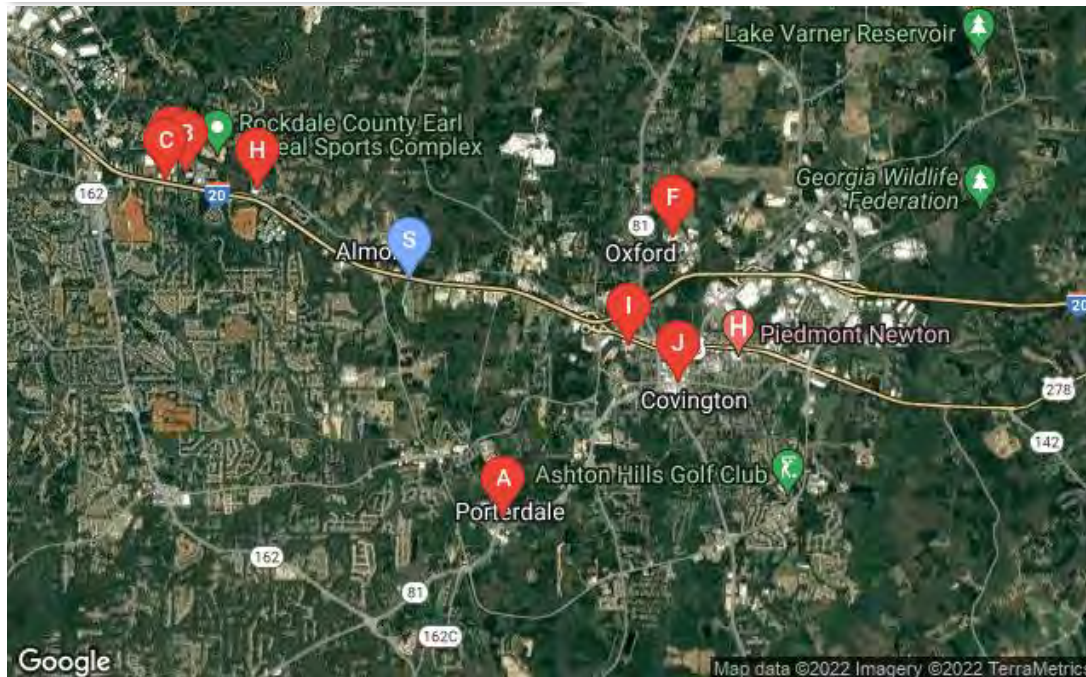 Lake Varner Reservoir
Rockdale County Earl
eal Sports Complex
C
B
H
162
20
Georgia Wildlife
Federation
F
81
Oxford
S
Almo
20
I
H
Piedmont Newton
J
Covington
278
142
Ashton Hills Golf Club
A
Porterdale
162
81
162C
Google
Map data ©2022 Imagery ©2022 TerraMetrics